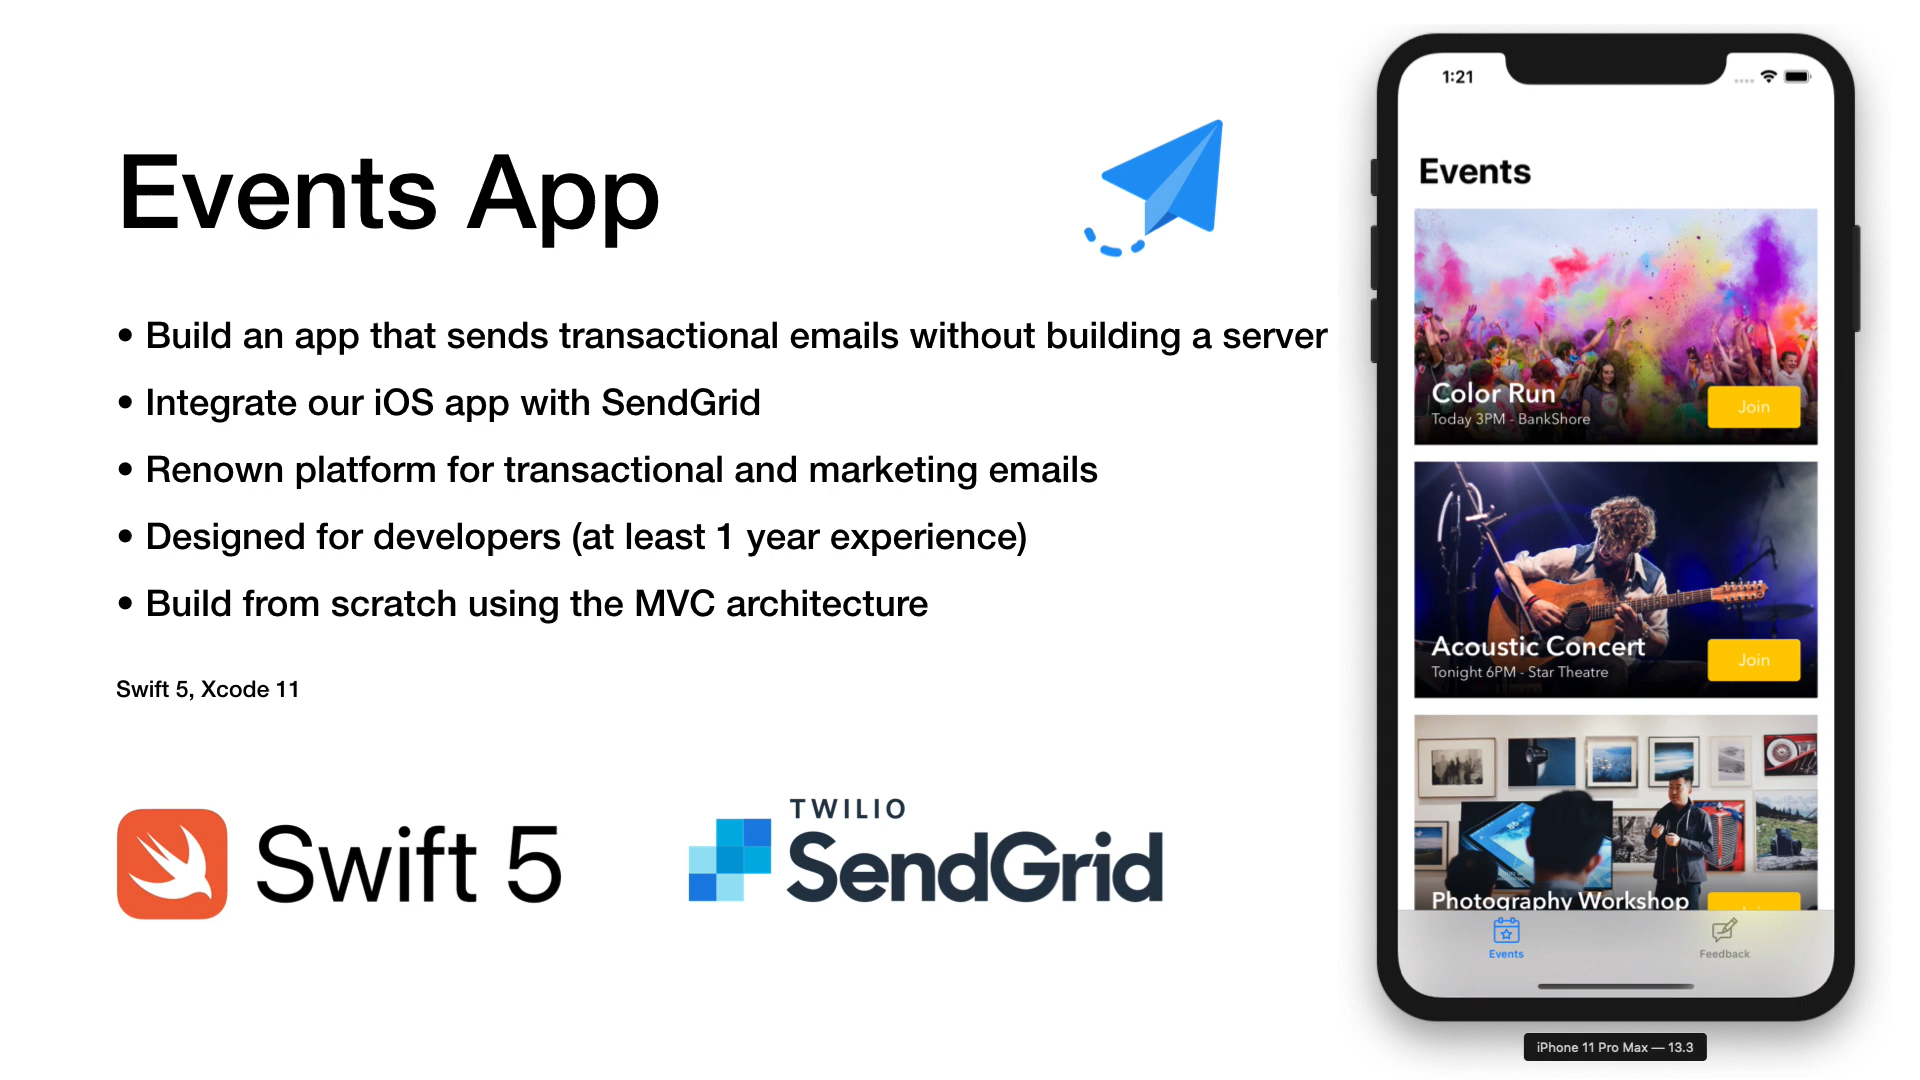 Events App
• Build an app that sends transactional emails without building a server
• Integrate our iOS app with SendGrid
• Renown platform for transactional and marketing emails
• Designed for developers (at least 1 year experience)
• Build from scratch using the MVC architecture
Swift 5, Xcode 11
Swift 5
TWILIO
SendGrid
1:21
Events
Color Run
Today 3PM - BankShore
Join
Acoustic Concert
Tonight 6PM - Star Theatre
Join
Photography Workshop
Events
Feedback
iPhone 11 Pro Max — 13.3